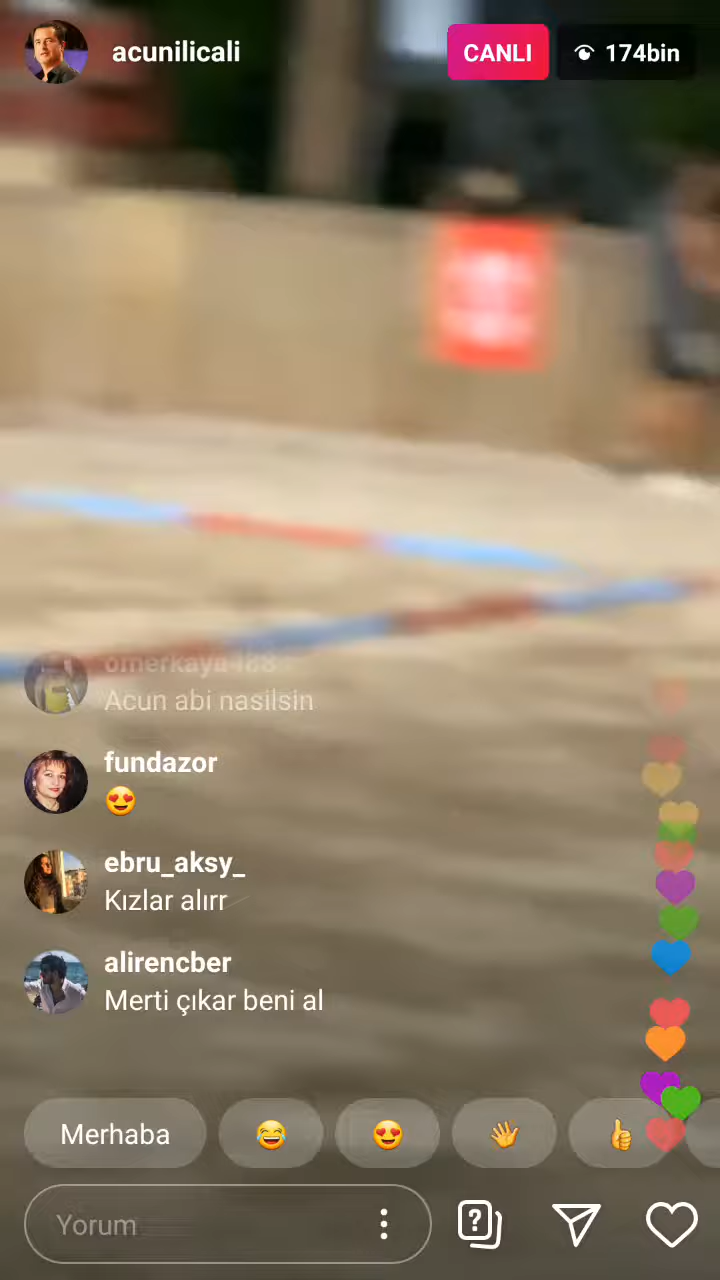 acunilicali
CANLI
174bin
Acun abi nasilsin
fundazor
😍
ebru_aksy_
Kızlar alırr
alirencber
Merti çıkar beni al
Merhaba
😂
😍
👋
👍
Yorum